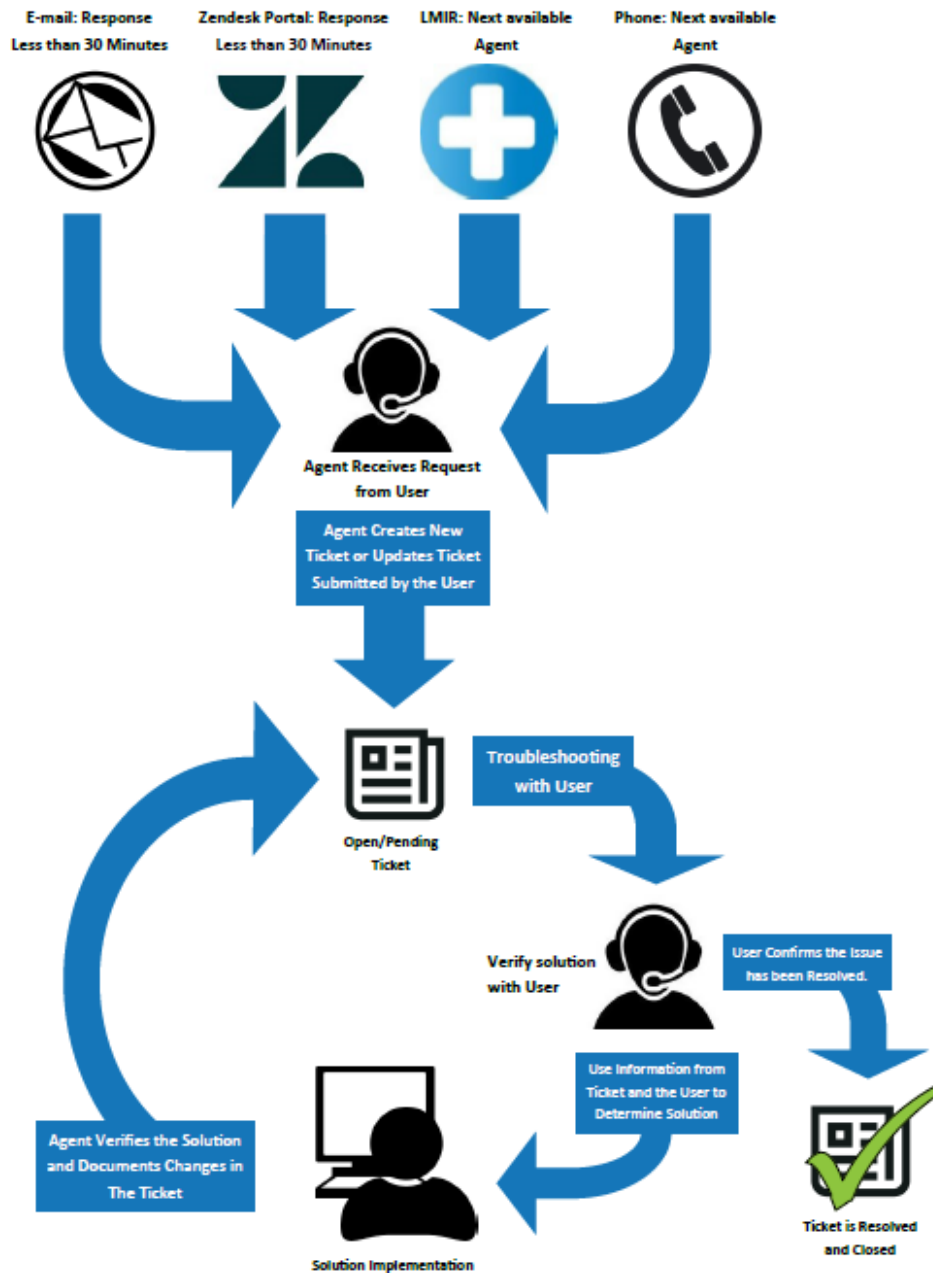 E-mail: Response
Less than 30 Minutes
Zendesk Portal: Response
Less than 30 Minutes
LMIR: Next available
Agent
Phone: Next available
Agent
Agent Receives Request
from User
Agent Creates New
Ticket or Updates Ticket
Submitted by the User
Open/Pending
Ticket
Troubleshooting
with User
Verify solution
with User
User Confirms the Issue
has been Resolved.
Use Information from
Ticket and the User to
Determine Solution
Ticket is Resolved
and Closed
Solution Implementation
Agent Verifies the Solution
and Documents Changes in
The Ticket